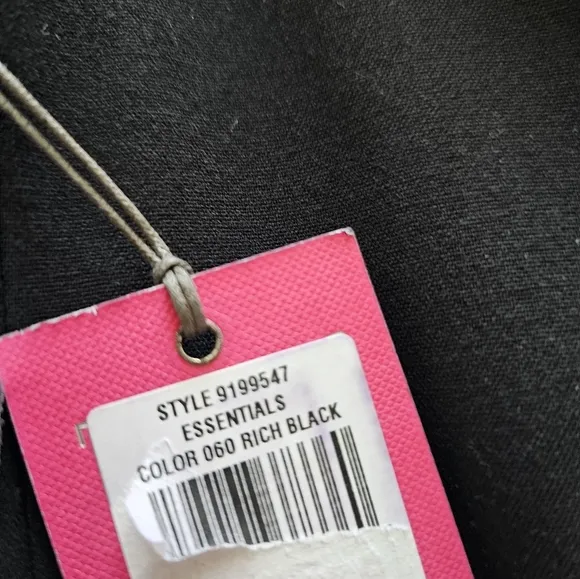 STYLE 9199547
ESSENTIALS
COLOR 060 RICH BLACK